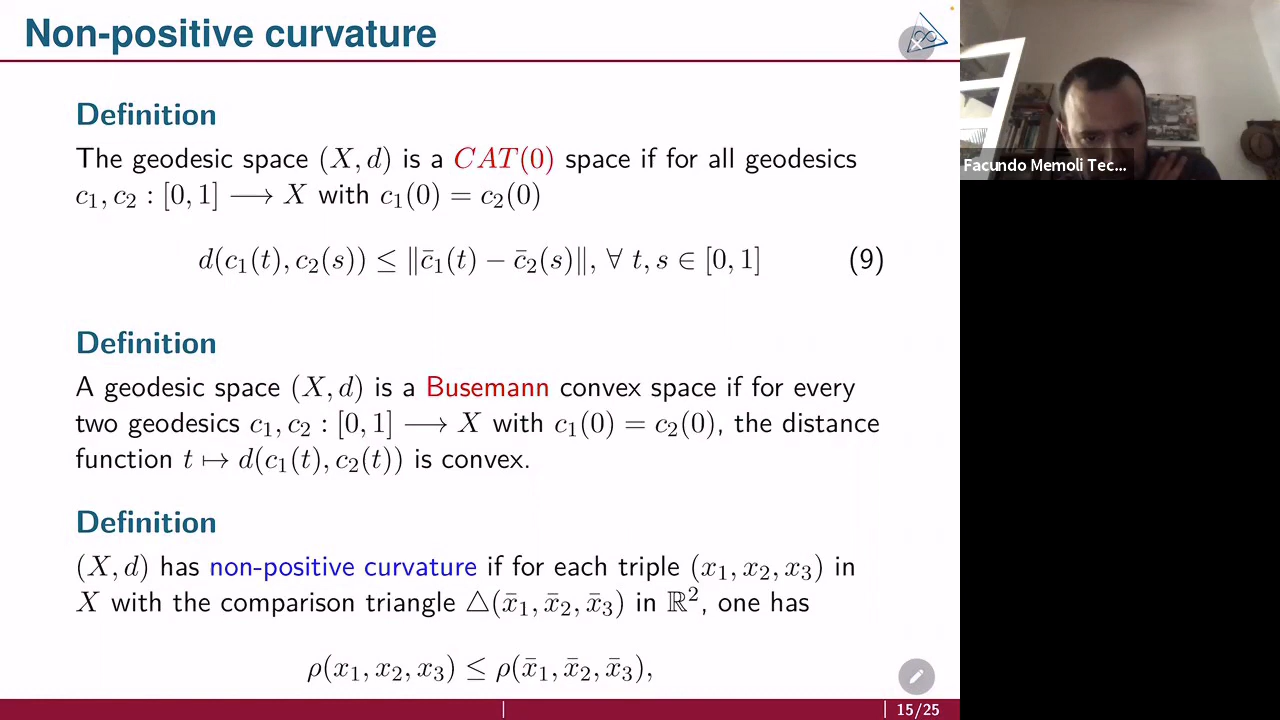 Non-positive curvature
Definition
The geodesic space (X, d) is a CAT(0) space if for all geodesics
c₁, c₂ : [0, 1] ⟶ X with c₁(0) = c₂(0)
d(c₁(t), c₂(s)) ≤ ‖c̄₁(t) − c̄₂(s)‖, ∀ t, s ∈ [0, 1] (9)
Definition
A geodesic space (X, d) is a Busemann convex space if for every
two geodesics c₁, c₂ : [0, 1] ⟶ X with c₁(0) = c₂(0), the distance
function t ↦ d(c₁(t), c₂(t)) is convex.
Definition
(X, d) has non-positive curvature if for each triple (x₁, x₂, x₃) in
X with the comparison triangle △(x̄₁, x̄₂, x̄₃) in ℝ², one has
ρ(x₁, x₂, x₃) ≤ ρ(x̄₁, x̄₂, x̄₃),
15/25
Facundo Memoli Tec...